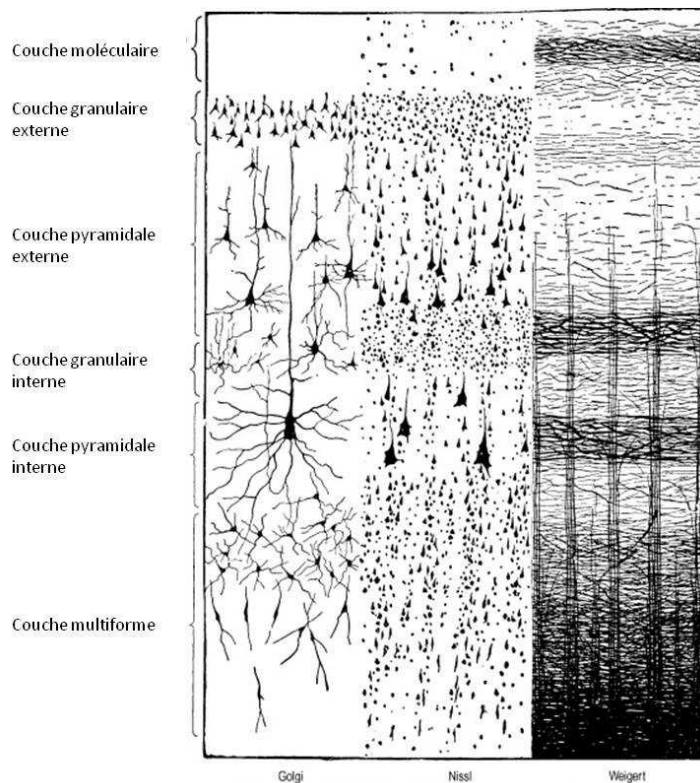 Couche moléculaire
Couche granulaire
externe
Couche pyramidale
externe
Couche granulaire
interne
Couche pyramidale
interne
Couche multiforme
Golgi
Nissl
Weigert